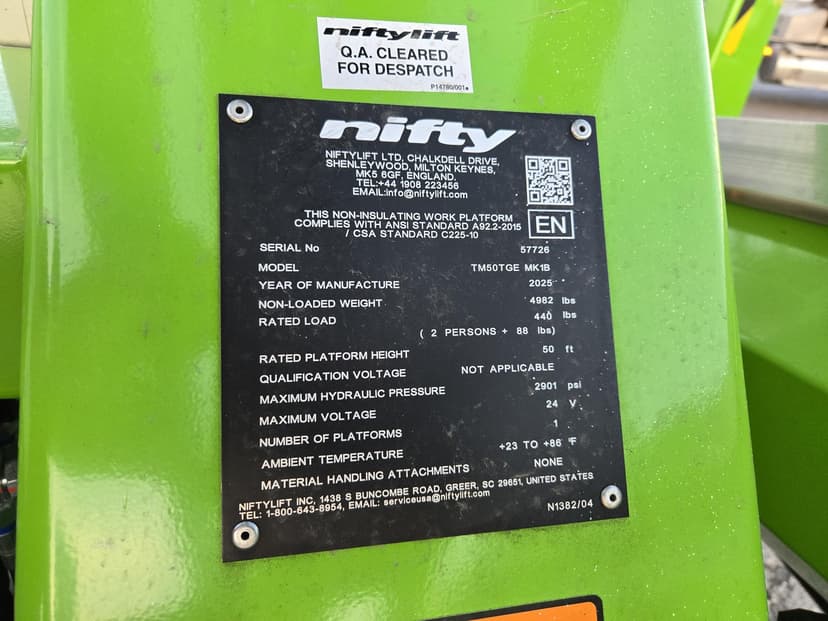 niftylift
Q.A. CLEARED
FOR DESPATCH
P14780/001
nifty
NIFTYLIFT LTD, CHALKDELL DRIVE,
SHENLEYWOOD, MILTON KEYNES,
MK5 6GF, ENGLAND.
TEL:+44 1908 223456
EMAIL:info@niftylift.com
THIS NON-INSULATING WORK PLATFORM
COMPLIES WITH ANSI STANDARD A92.2-2015
/ CSA STANDARD C225-10
EN
SERIAL No 57726
MODEL TM50TGE MK1B
YEAR OF MANUFACTURE 2025
NON-LOADED WEIGHT 4982 lbs
RATED LOAD 440 lbs
( 2 PERSONS + 88 lbs)
RATED PLATFORM HEIGHT 50 ft
QUALIFICATION VOLTAGE NOT APPLICABLE
MAXIMUM HYDRAULIC PRESSURE 2901 psi
MAXIMUM VOLTAGE 24 V
NUMBER OF PLATFORMS 1
AMBIENT TEMPERATURE +23 TO +86 °F
MATERIAL HANDLING ATTACHMENTS NONE
NIFTYLIFT INC, 1438 S BUNCOMBE ROAD, GREER, SC 29651, UNITED STATES
TEL: 1-800-643-8954, EMAIL: serviceusa@niftylift.com
N1382/04